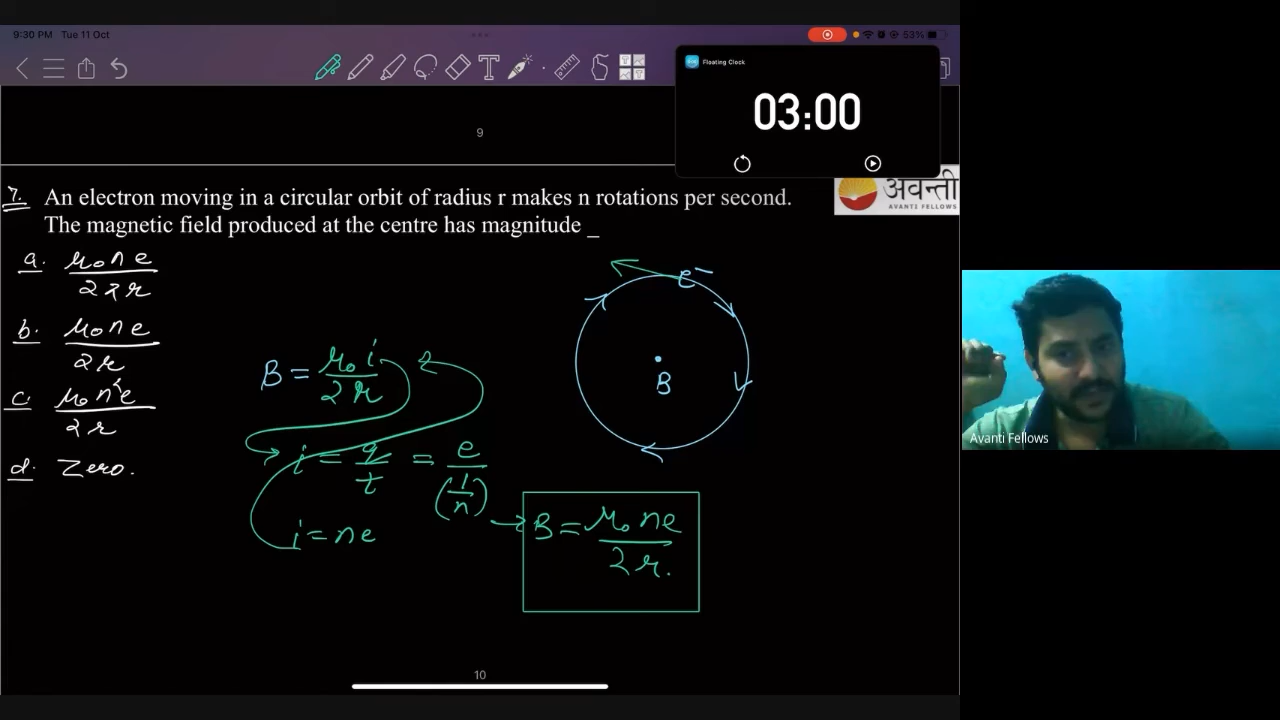 9:30 PM Tue 11 Oct
53%
Floating Clock
03:00
9
अवन्ती
AVANTI FELLOWS
7. An electron moving in a circular orbit of radius r makes n rotations per second.
The magnetic field produced at the centre has magnitude _
a. μ₀ne/2πr
b. μ₀ne/2r
c. μ₀n²e/2r
d. Zero.
e⁻
B
B = μ₀i/2r
i = q/t = e/(1/n)
i = ne
B = μ₀ne/2r.
10
Avanti Fellows